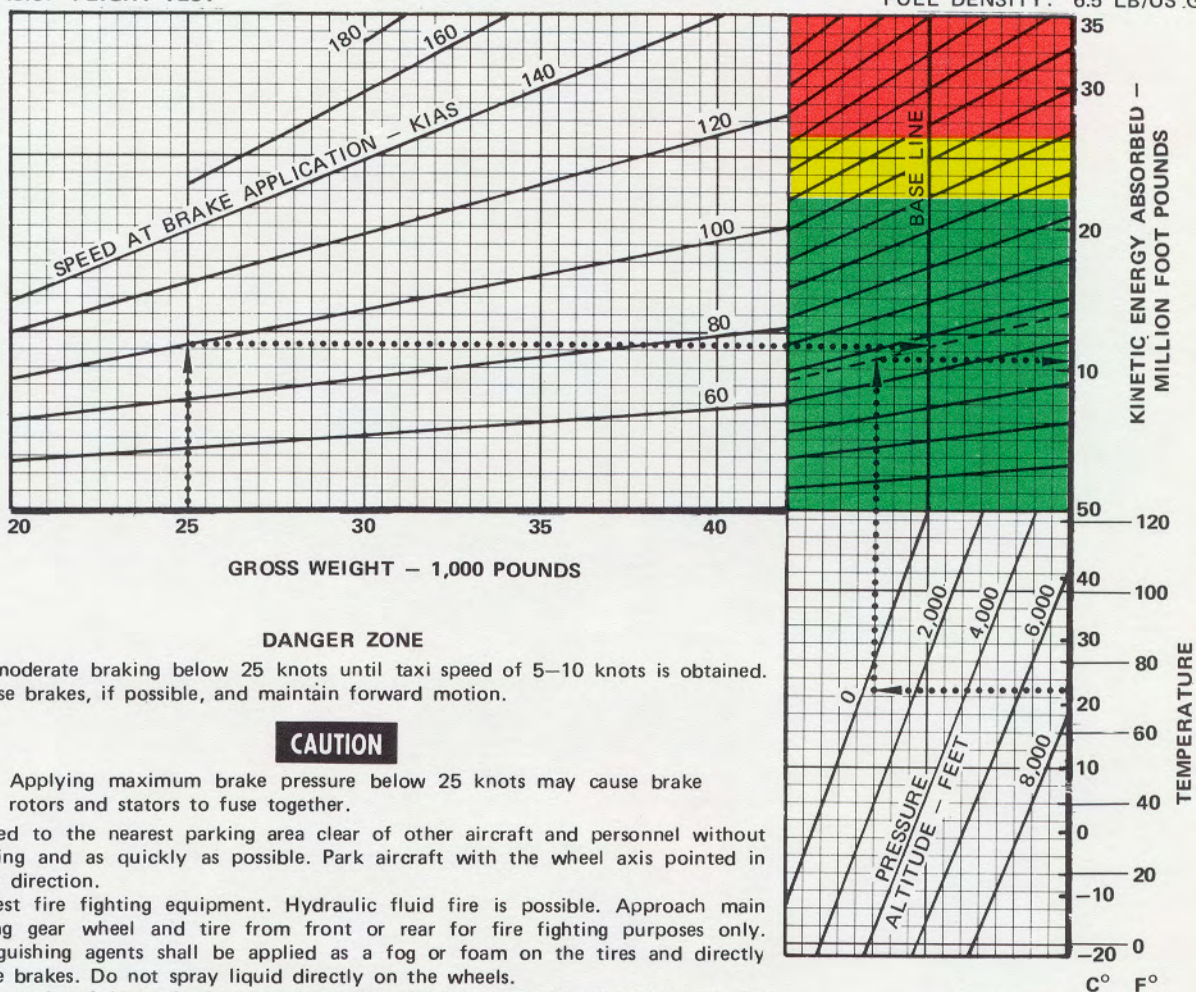 FLIGHT TEST
FUEL DENSITY: 6.5 LB/US
180
160
140
120
100
80
60
SPEED AT BRAKE APPLICATION – KIAS
BASE LINE
35
30
20
10
50
KINETIC ENERGY ABSORBED –
MILLION FOOT POUNDS
20 25 30 35 40
GROSS WEIGHT – 1,000 POUNDS
0
2,000
4,000
6,000
8,000
PRESSURE
ALTITUDE – FEET
40
30
20
10
0
–10
–20
120
100
80
60
40
20
0
TEMPERATURE
C° F°
DANGER ZONE
moderate braking below 25 knots until taxi speed of 5–10 knots is obtained.
se brakes, if possible, and maintain forward motion.
CAUTION
Applying maximum brake pressure below 25 knots may cause brake
rotors and stators to fuse together.
ed to the nearest parking area clear of other aircraft and personnel without
ing and as quickly as possible. Park aircraft with the wheel axis pointed in
direction.
est fire fighting equipment. Hydraulic fluid fire is possible. Approach main
ng gear wheel and tire from front or rear for fire fighting purposes only.
nguishing agents shall be applied as a fog or foam on the tires and directly
e brakes. Do not spray liquid directly on the wheels.